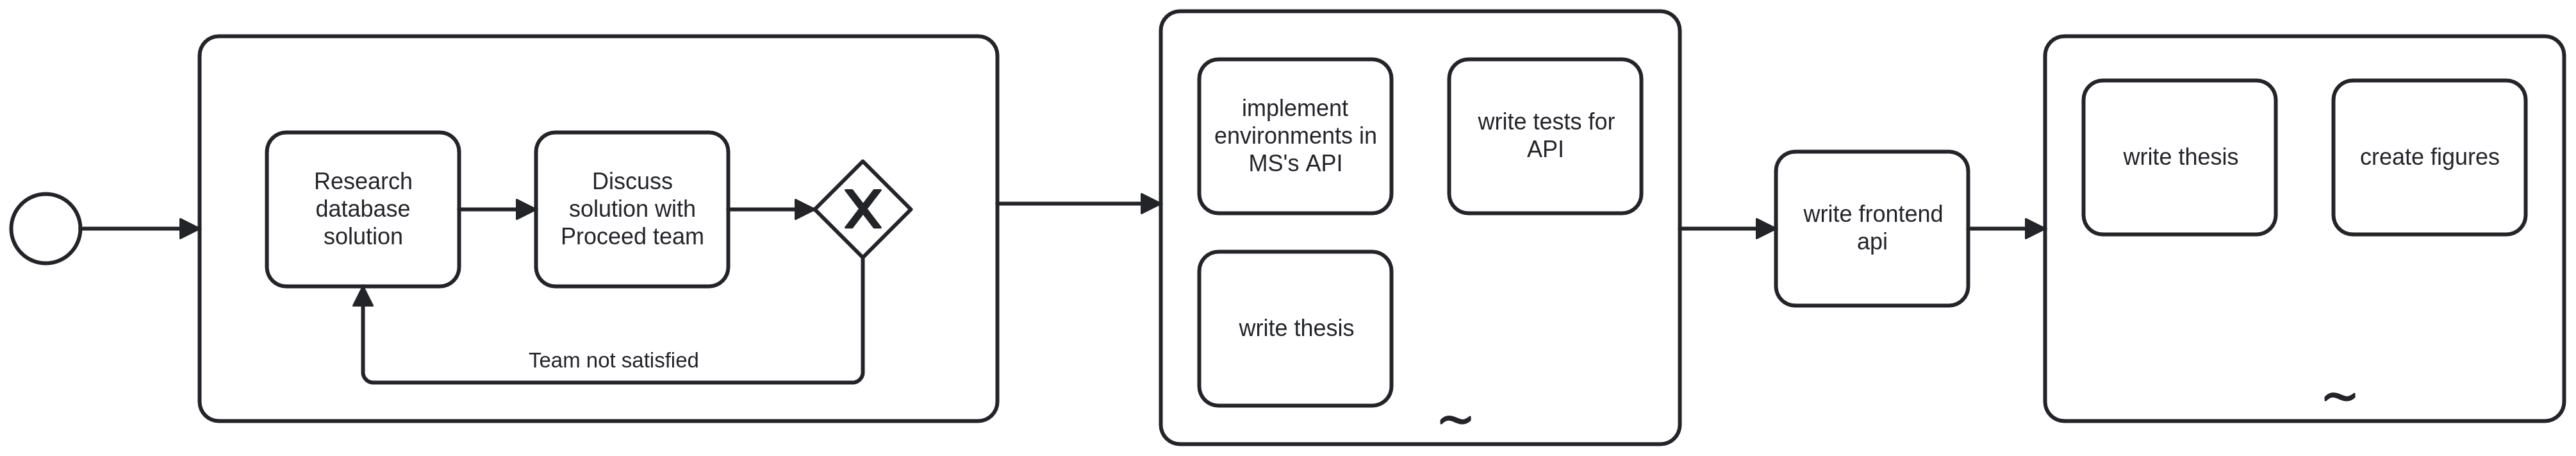 Research
database
solution
Discuss
solution with
Proceed team
X
Team not satisfied
implement
environments in
MS's API
write tests for
API
write thesis
~
write frontend
api
write thesis
create figures
~